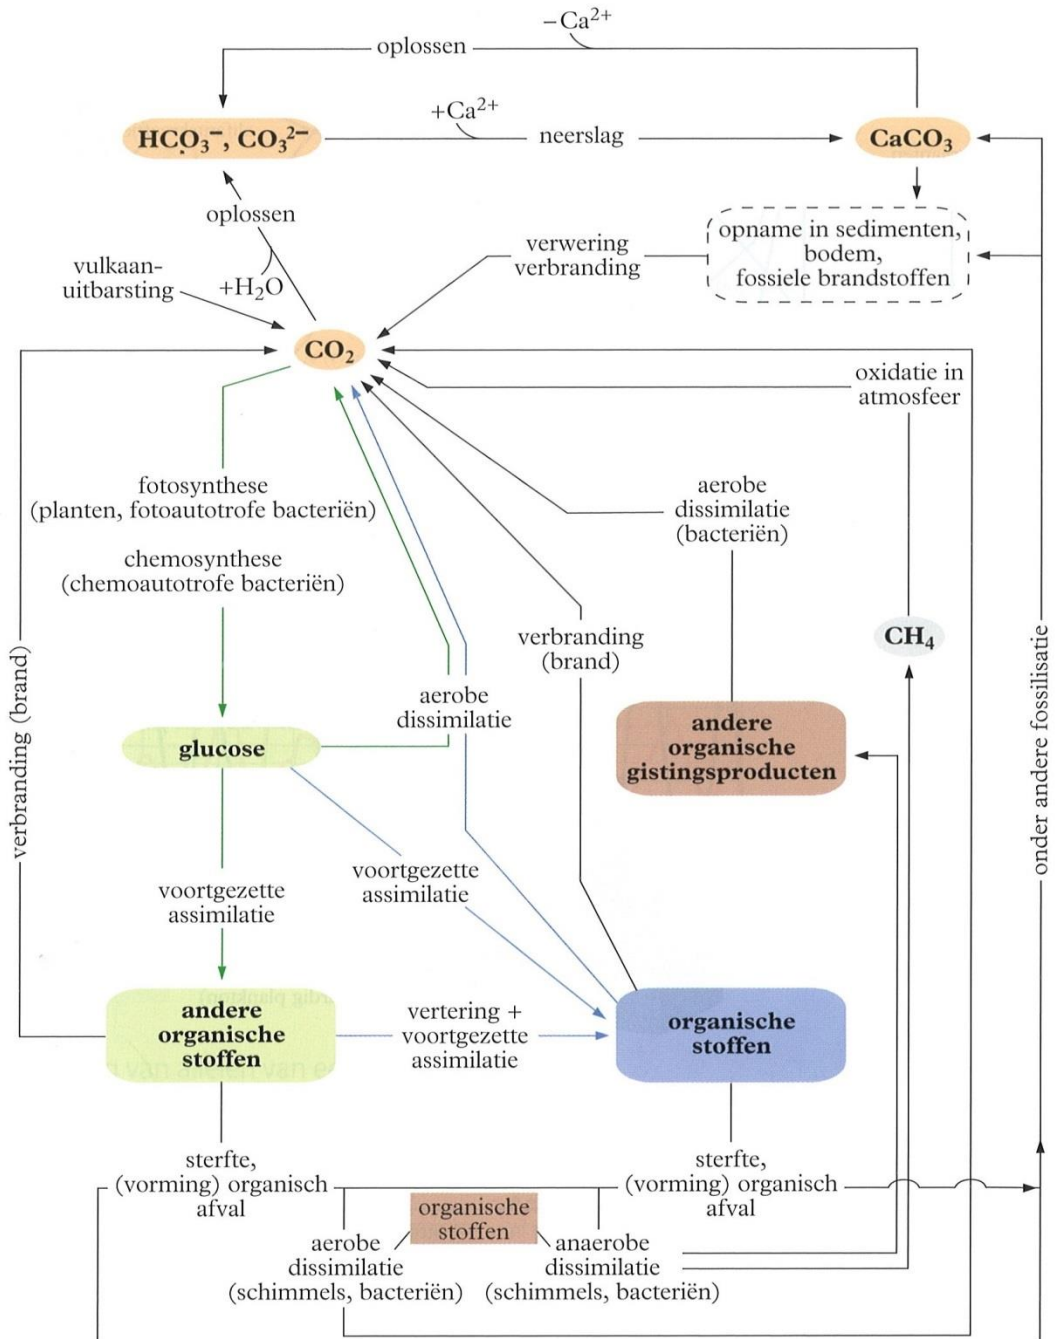 −Ca²⁺
oplossen
HCO₃⁻, CO₃²⁻
+Ca²⁺
neerslag
CaCO₃
oplossen
+H₂O
vulkaan-
uitbarsting
verwering
verbranding
opname in sedimenten,
bodem,
fossiele brandstoffen
CO₂
oxidatie in
atmosfeer
fotosynthese
(planten, fotoautotrofe bacteriën)
chemosynthese
(chemoautotrofe bacteriën)
aerobe
dissimilatie
(bacteriën)
verbranding
(brand)
CH₄
verbranding (brand)
aerobe
dissimilatie
glucose
andere
organische
gistingsproducten
onder andere fossilisatie
voortgezette
assimilatie
voortgezette
assimilatie
andere
organische
stoffen
vertering +
voortgezette
assimilatie
organische
stoffen
sterfte,
(vorming) organisch
afval
sterfte,
(vorming) organisch
afval
organische
stoffen
aerobe
dissimilatie
(schimmels, bacteriën)
anaerobe
dissimilatie
(schimmels, bacteriën)